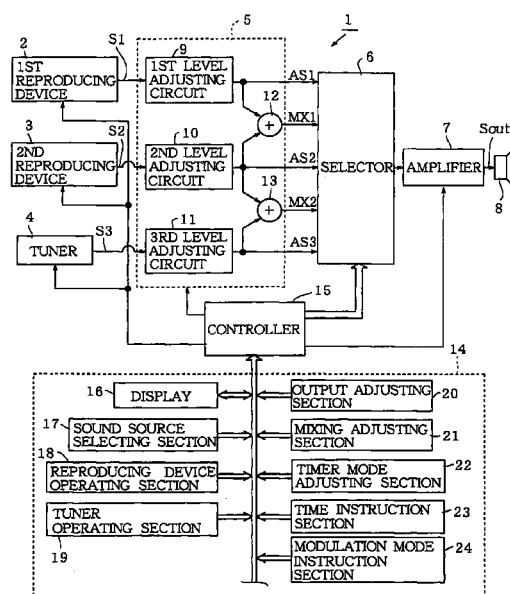 1
5
2
S1
9
6
1ST REPRODUCING DEVICE
1ST LEVEL ADJUSTING CIRCUIT
AS1
12
+
MX1
3
S2
10
7
Sout
2ND REPRODUCING DEVICE
2ND LEVEL ADJUSTING CIRCUIT
AS2
SELECTOR
AMPLIFIER
8
13
+
MX2
4
S3
11
TUNER
3RD LEVEL ADJUSTING CIRCUIT
AS3
15
CONTROLLER
14
16
DISPLAY
OUTPUT ADJUSTING SECTION
20
17
SOUND SOURCE SELECTING SECTION
MIXING ADJUSTING SECTION
21
18
REPRODUCING DEVICE OPERATING SECTION
TIMER MODE ADJUSTING SECTION
22
TUNER OPERATING SECTION
19
TIME INSTRUCTION SECTION
23
MODULATION MODE INSTRUCTION SECTION
24